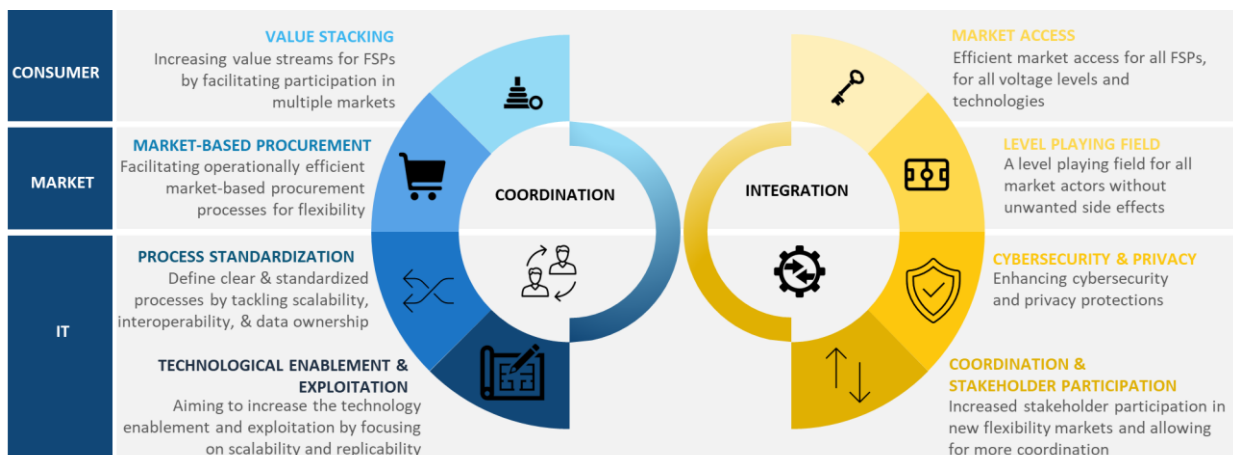 CONSUMER
VALUE STACKING
Increasing value streams for FSPs
by facilitating participation in
multiple markets
MARKET ACCESS
Efficient market access for all FSPs,
for all voltage levels and
technologies
MARKET
MARKET-BASED PROCUREMENT
Facilitating operationally efficient
market-based procurement
processes for flexibility
COORDINATION
INTEGRATION
LEVEL PLAYING FIELD
A level playing field for all
market actors without
unwanted side effects
IT
PROCESS STANDARDIZATION
Define clear & standardized
processes by tackling scalability,
interoperability, & data ownership
CYBERSECURITY & PRIVACY
Enhancing cybersecurity
and privacy protections
TECHNOLOGICAL ENABLEMENT &
EXPLOITATION
Aiming to increase the technology
enablement and exploitation by focusing
on scalability and replicability
COORDINATION &
STAKEHOLDER PARTICIPATION
Increased stakeholder participation in
new flexibility markets and allowing
for more coordination